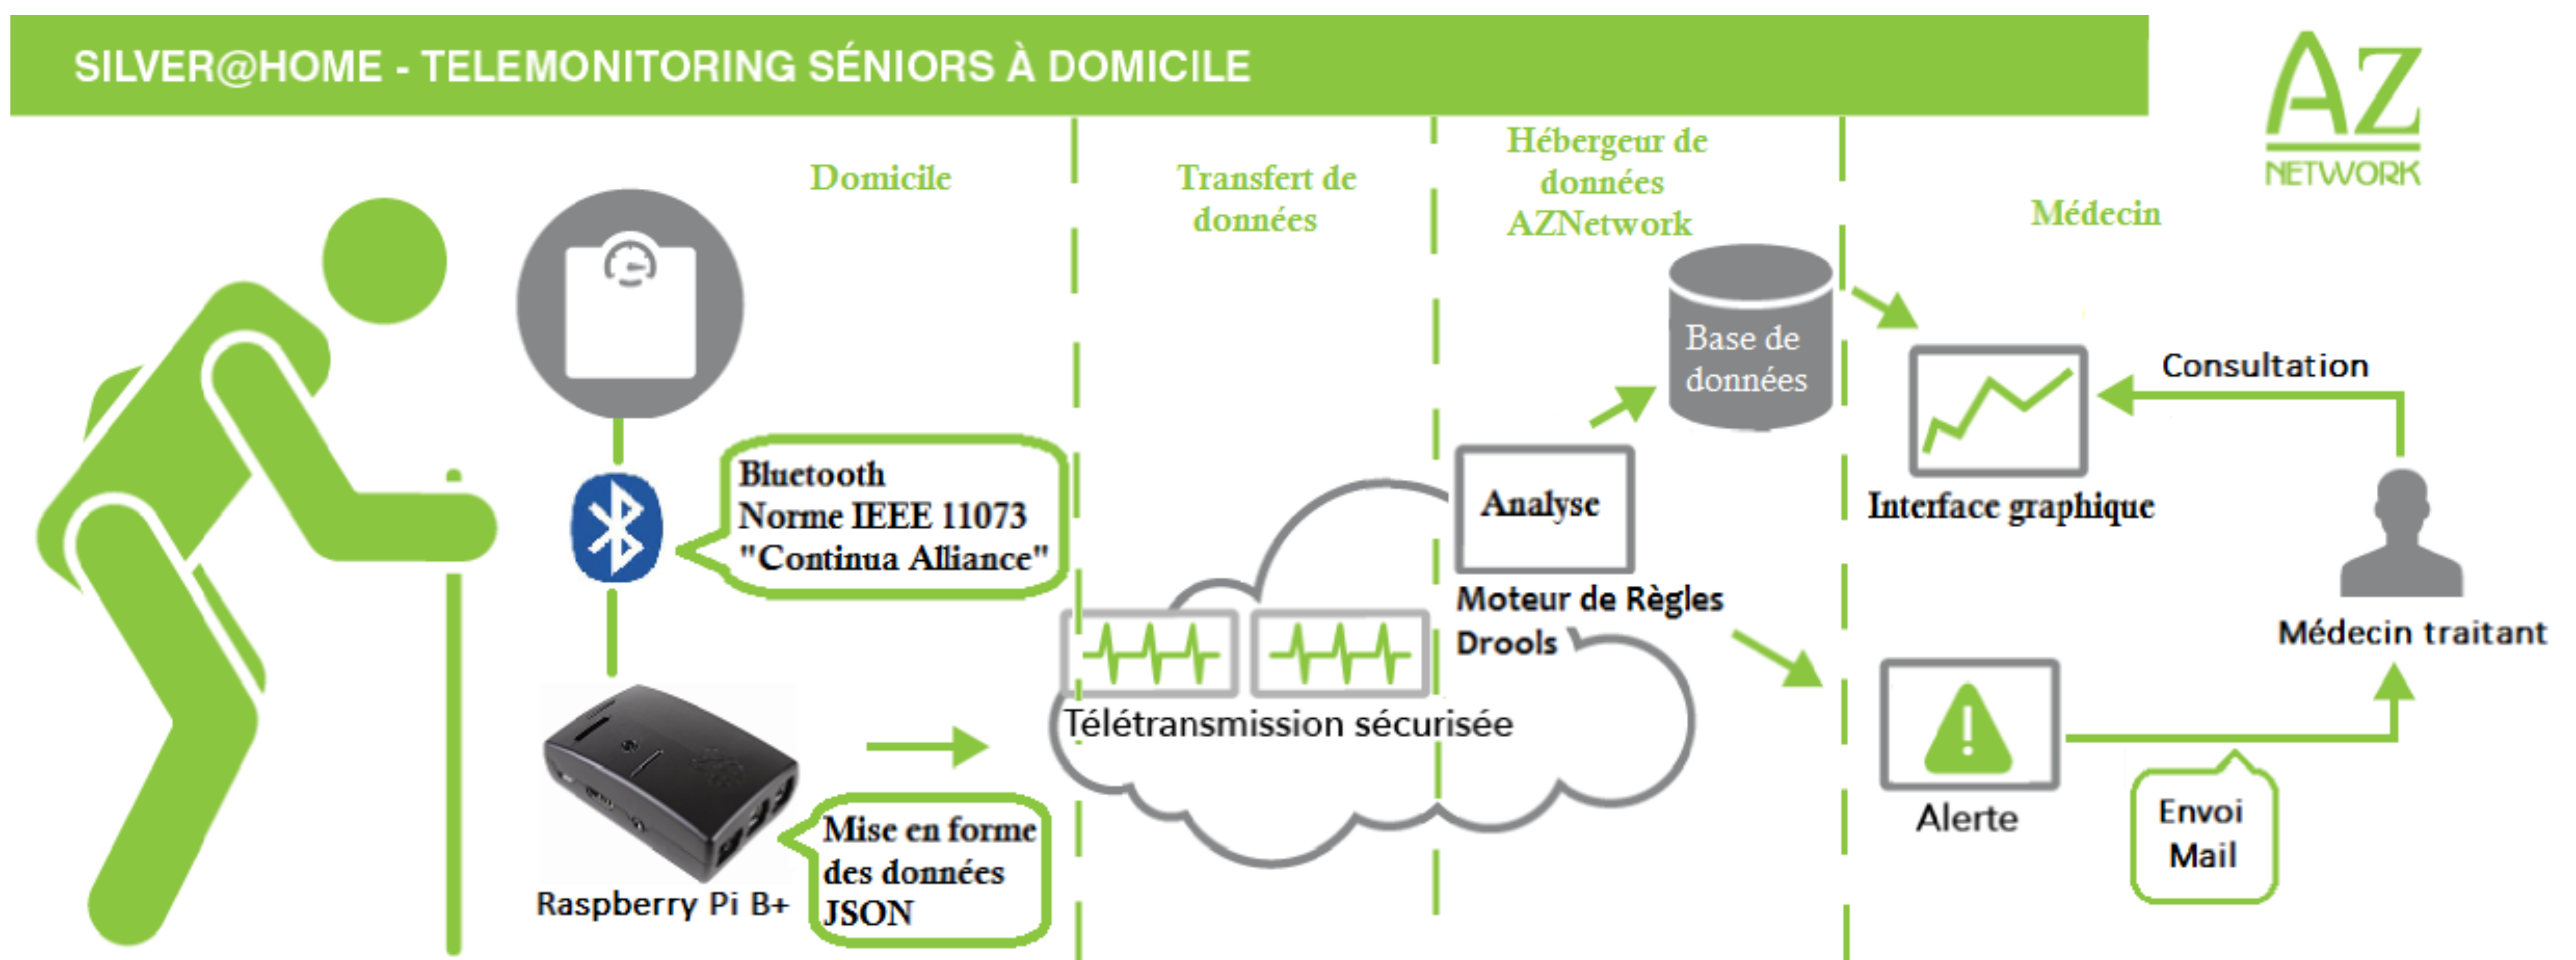 SILVER@HOME - TELEMONITORING SÉNIORS À DOMICILE
AZ
NETWORK
Domicile
Transfert de
données
Hébergeur de
données
AZNetwork
Médecin
Base de
données
Consultation
Bluetooth
Norme IEEE 11073
"Continua Alliance"
Analyse
Interface graphique
Moteur de Règles
Drools
Médecin traitant
Télétransmission sécurisée
Raspberry Pi B+
Mise en forme
des données
JSON
Alerte
Envoi
Mail